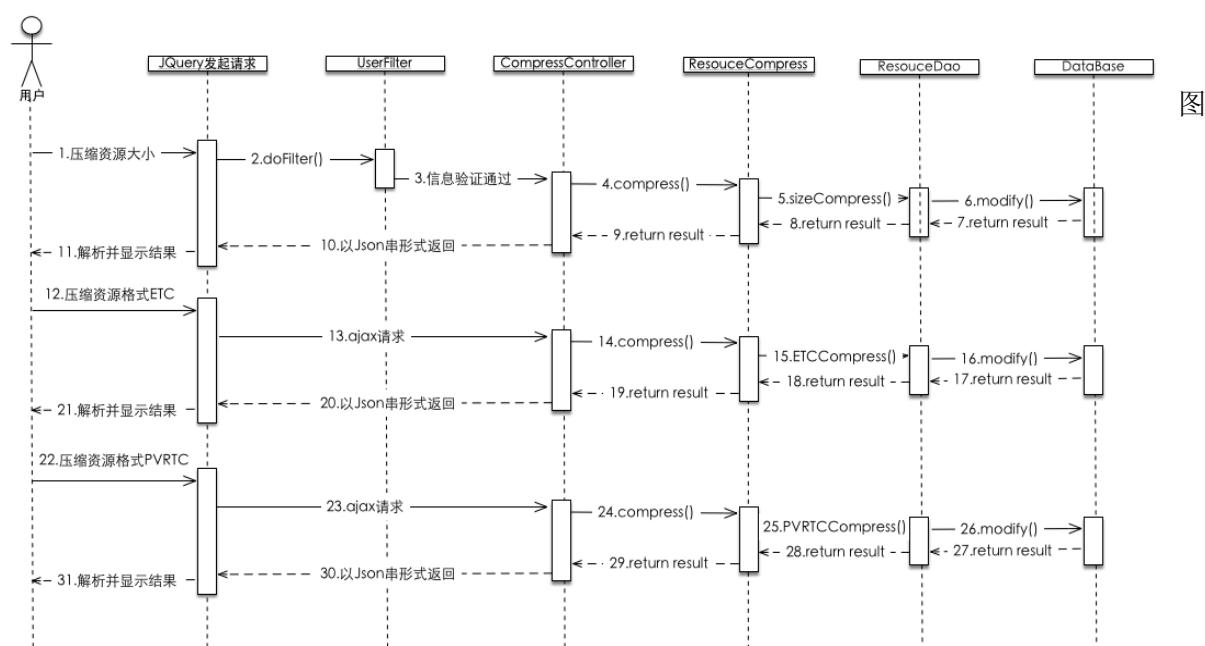 JQuery发起请求 UserFilter CompressController ResouceCompress ResouceDao DataBase
用户
图
1.压缩资源大小
2.doFilter()
3.信息验证通过
4.compress()
5.sizeCompress()
6.modify()
7.return result
8.return result
9.return result
10.以Json串形式返回
11.解析并显示结果
12.压缩资源格式ETC
13.ajax请求
14.compress()
15.ETCCompress()
16.modify()
17.return result
18.return result
19.return result
20.以Json串形式返回
21.解析并显示结果
22.压缩资源格式PVRTC
23.ajax请求
24.compress()
25.PVRTCCompress()
26.modify()
27.return result
28.return result
29.return result
30.以Json串形式返回
31.解析并显示结果